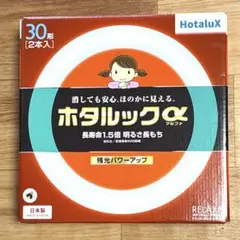 HotaluX
30形
[2本入]
消しても安心、ほのかに見える。
ホタルックα
アルファ
長寿命1.5倍 明るさ長もち
残光パワーアップ
日本製
RELAX